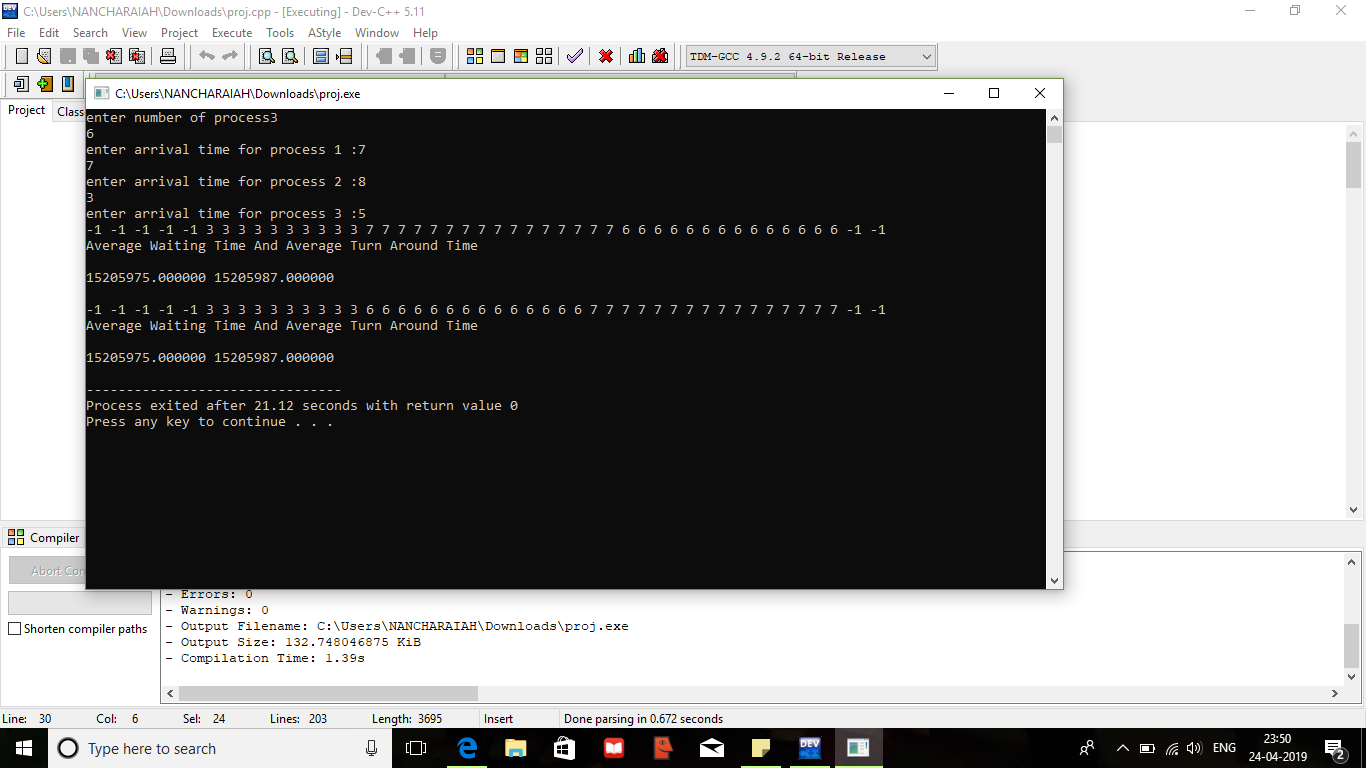 C:\Users\NANCHARAIAH\Downloads\proj.cpp - [Executing] - Dev-C++ 5.11
File Edit Search View Project Execute Tools AStyle Window Help
TDM-GCC 4.9.2 64-bit Release
C:\Users\NANCHARAIAH\Downloads\proj.exe
Project Class
enter number of process3
6
enter arrival time for process 1 :7
7
enter arrival time for process 2 :8
3
enter arrival time for process 3 :5
-1 -1 -1 -1 -1 3 3 3 3 3 3 3 3 3 3 7 7 7 7 7 7 7 7 7 7 7 7 7 7 7 7 6 6 6 6 6 6 6 6 6 6 6 6 6 6 -1 -1
Average Waiting Time And Average Turn Around Time
15205975.000000 15205987.000000
-1 -1 -1 -1 -1 3 3 3 3 3 3 3 3 3 3 6 6 6 6 6 6 6 6 6 6 6 6 6 6 7 7 7 7 7 7 7 7 7 7 7 7 7 7 7 7 -1 -1
Average Waiting Time And Average Turn Around Time
15205975.000000 15205987.000000
--------------------------------
Process exited after 21.12 seconds with return value 0
Press any key to continue . . .
Compiler
Abort Con
Shorten compiler paths
- Errors: 0
- Warnings: 0
- Output Filename: C:\Users\NANCHARAIAH\Downloads\proj.exe
- Output Size: 132.748046875 KiB
- Compilation Time: 1.39s
Line: 30 Col: 6 Sel: 24 Lines: 203 Length: 3695 Insert Done parsing in 0.672 seconds
Type here to search
DEV
ENG
23:50
24-04-2019
2